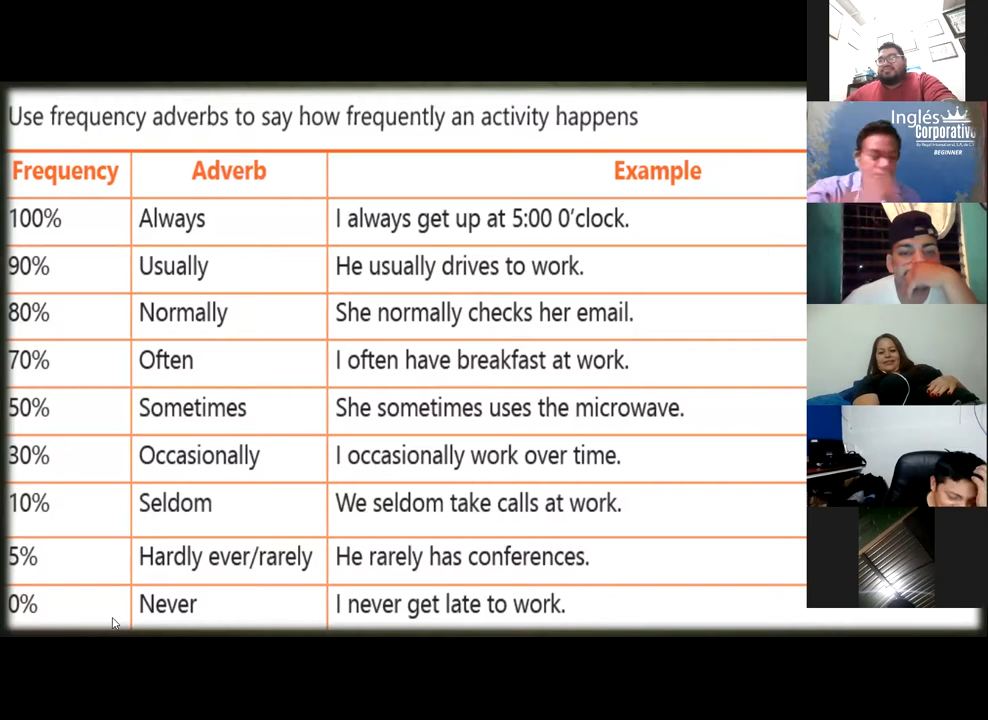 Use frequency adverbs to say how frequently an activity happens
Frequency Adverb Example
100% Always I always get up at 5:00 0'clock.
90% Usually He usually drives to work.
80% Normally She normally checks her email.
70% Often I often have breakfast at work.
50% Sometimes She sometimes uses the microwave.
30% Occasionally I occasionally work over time.
10% Seldom We seldom take calls at work.
5% Hardly ever/rarely He rarely has conferences.
0% Never I never get late to work.
Inglés
Corporativo
BEGINNER